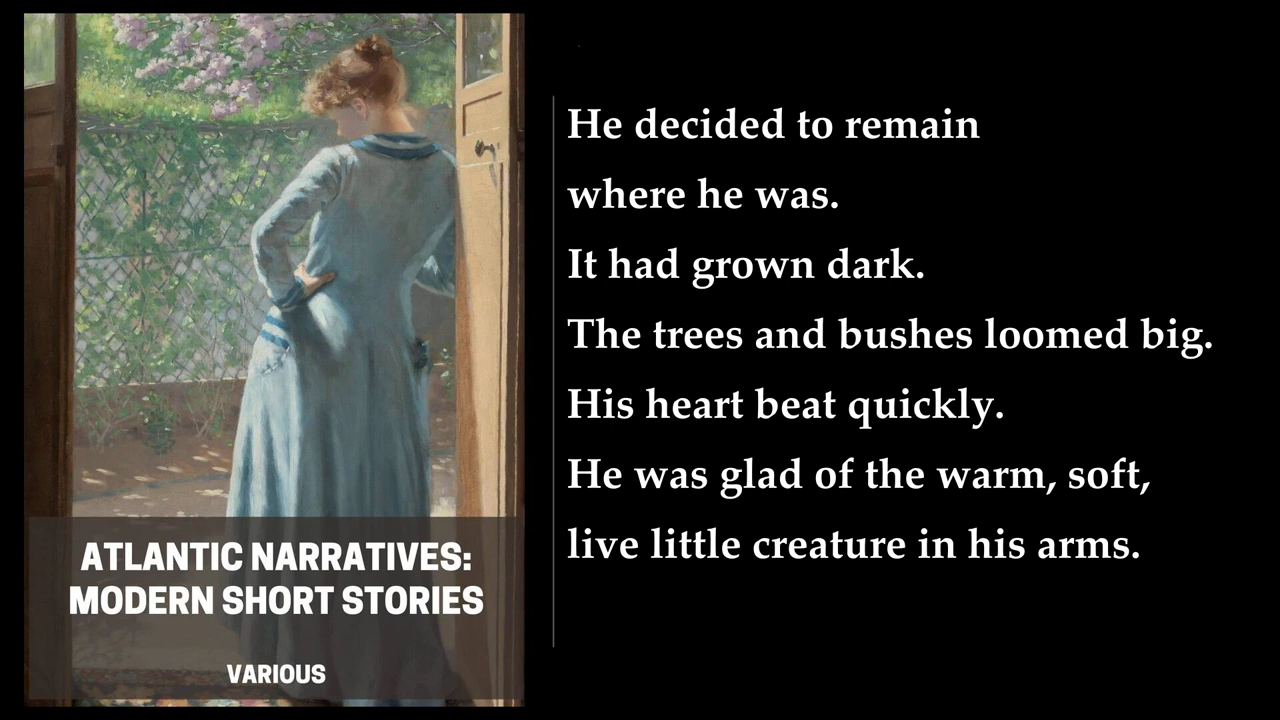 ATLANTIC NARRATIVES:
MODERN SHORT STORIES
VARIOUS
He decided to remain
where he was.
It had grown dark.
The trees and bushes loomed big.
His heart beat quickly.
He was glad of the warm, soft,
live little creature in his arms.